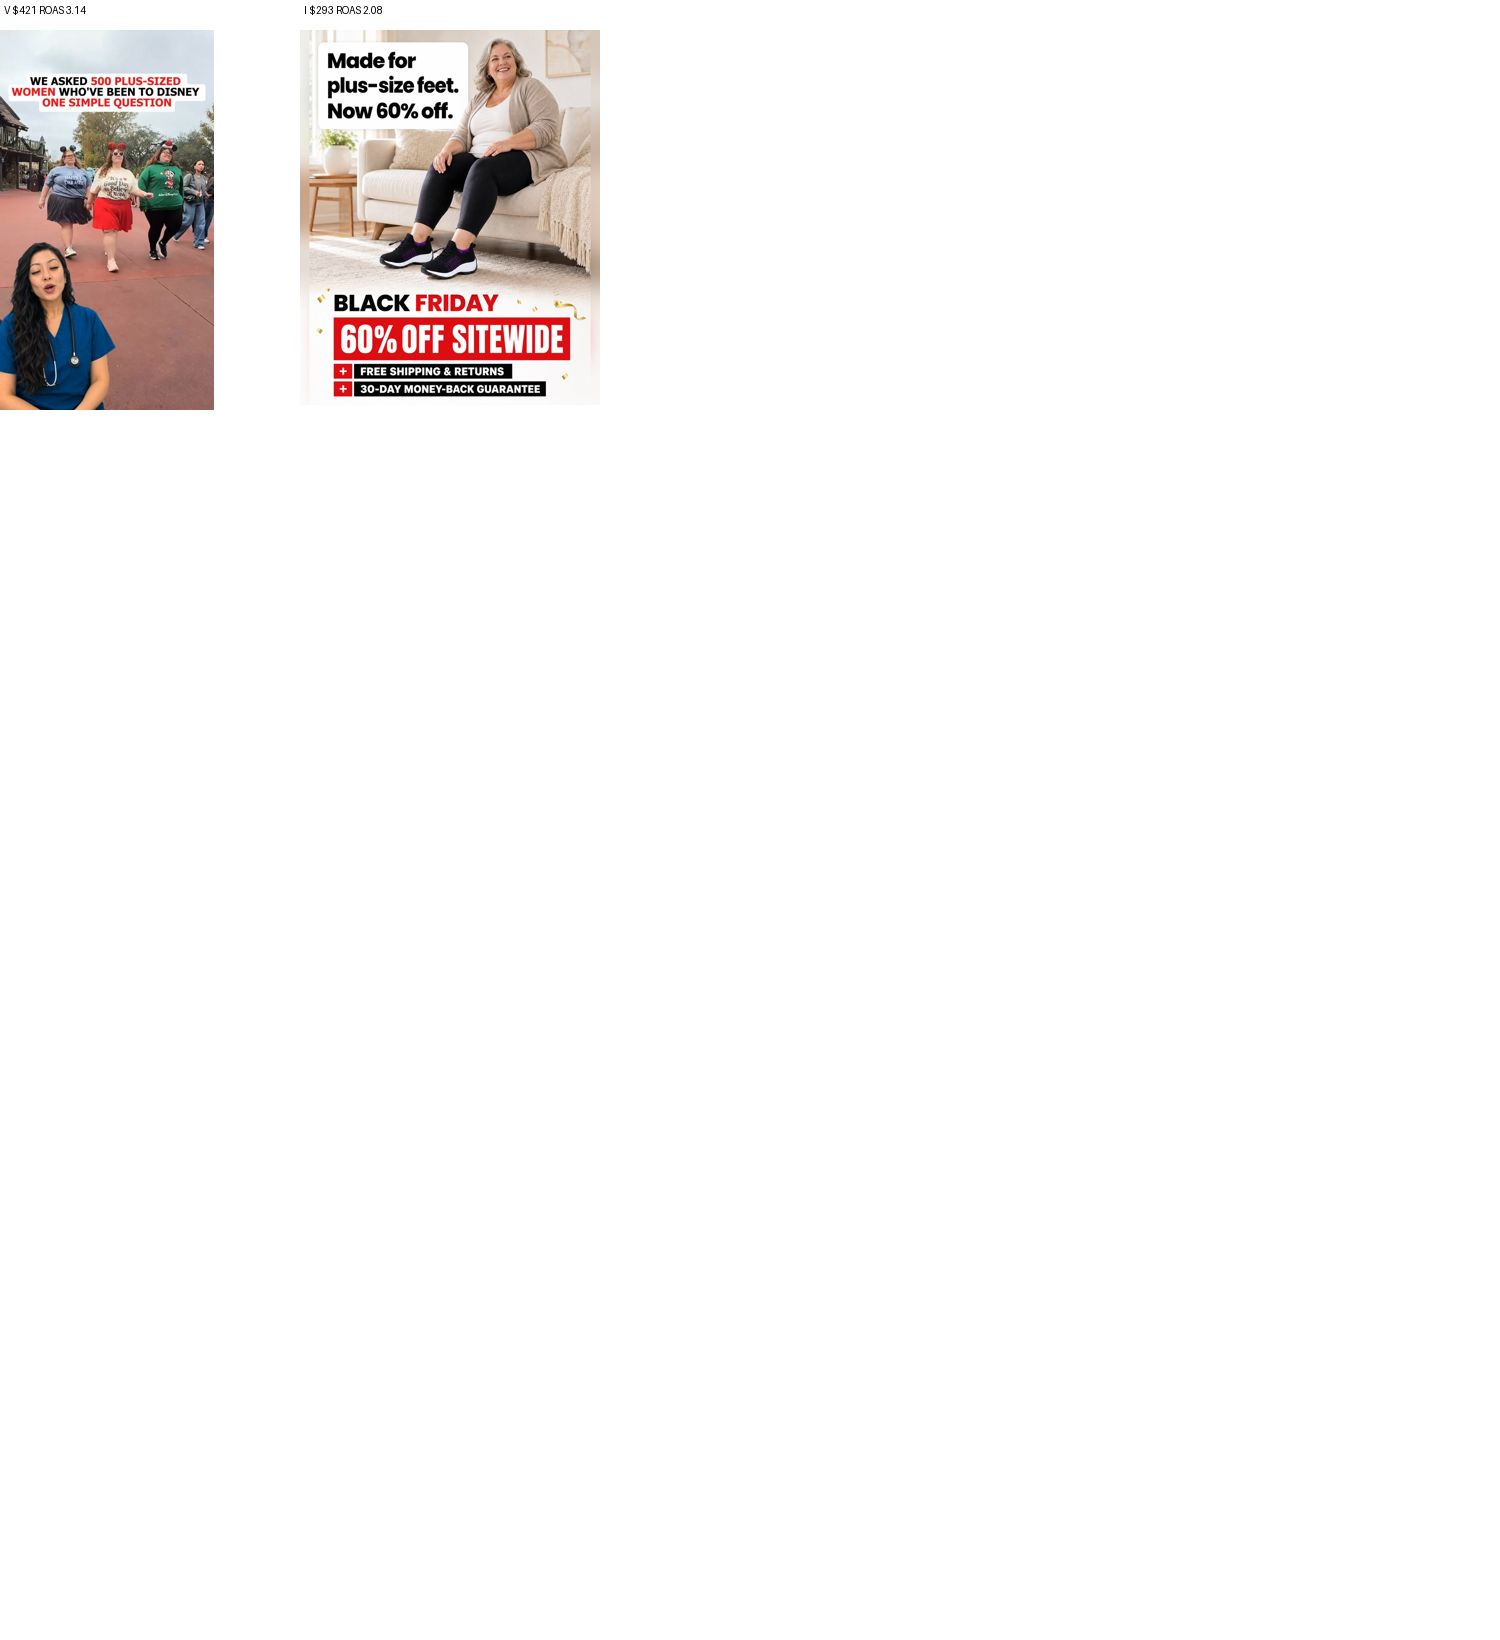 V $421 ROAS 3.14
I $293 ROAS 2.08
WE ASKED 500 PLUS-SIZED
WOMEN WHO'VE BEEN TO DISNEY
ONE SIMPLE QUESTION
Made for
plus-size feet.
Now 60% off.
BLACK FRIDAY
60% OFF SITEWIDE
+ FREE SHIPPING & RETURNS
+ 30-DAY MONEY-BACK GUARANTEE